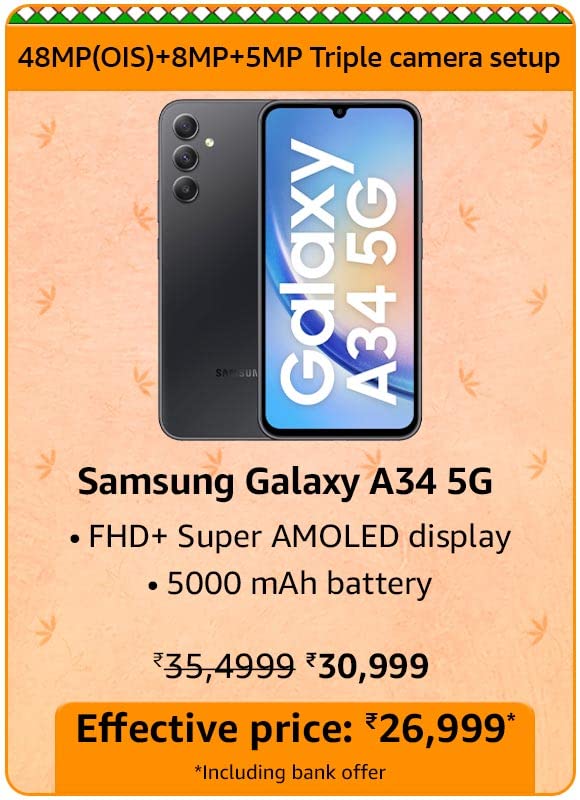 48MP(OIS)+8MP+5MP Triple camera setup
SAMSUNG
Galaxy
A34 5G
Samsung Galaxy A34 5G
• FHD+ Super AMOLED display
• 5000 mAh battery
₹35,4999 ₹30,999
Effective price: ₹26,999*
*Including bank offer